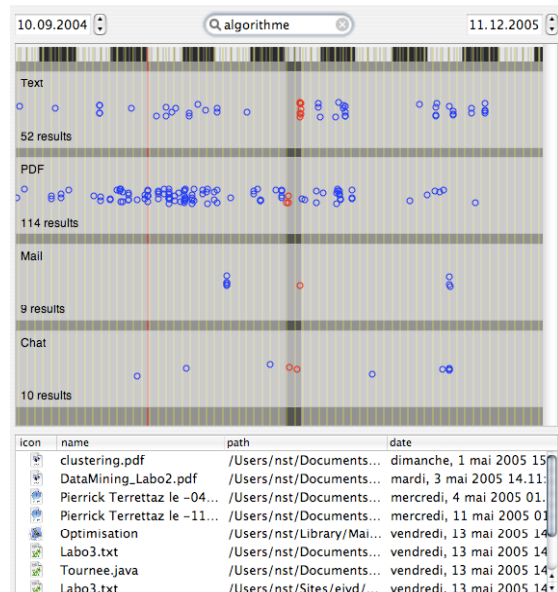 10.09.2004 algorithme 11.12.2005
Text
52 results
PDF
114 results
Mail
9 results
Chat
10 results
icon name path date
clustering.pdf /Users/nst/Documents... dimanche, 1 mai 2005 15
DataMining_Labo2.pdf /Users/nst/Documents... mardi, 3 mai 2005 14.11:
Pierrick Terrettaz le -04... /Users/nst/Documents... mercredi, 4 mai 2005 01.
Pierrick Terrettaz le -11... /Users/nst/Documents... mercredi, 11 mai 2005 01
Optimisation /Users/nst/Library/Mai... vendredi, 13 mai 2005 14
Labo3.txt /Users/nst/Documents... vendredi, 13 mai 2005 14
Tournee.java /Users/nst/Documents... vendredi, 13 mai 2005 14
Labo3.txt /Users/nst/Sites/eivd/... vendredi, 13 mai 2005 14